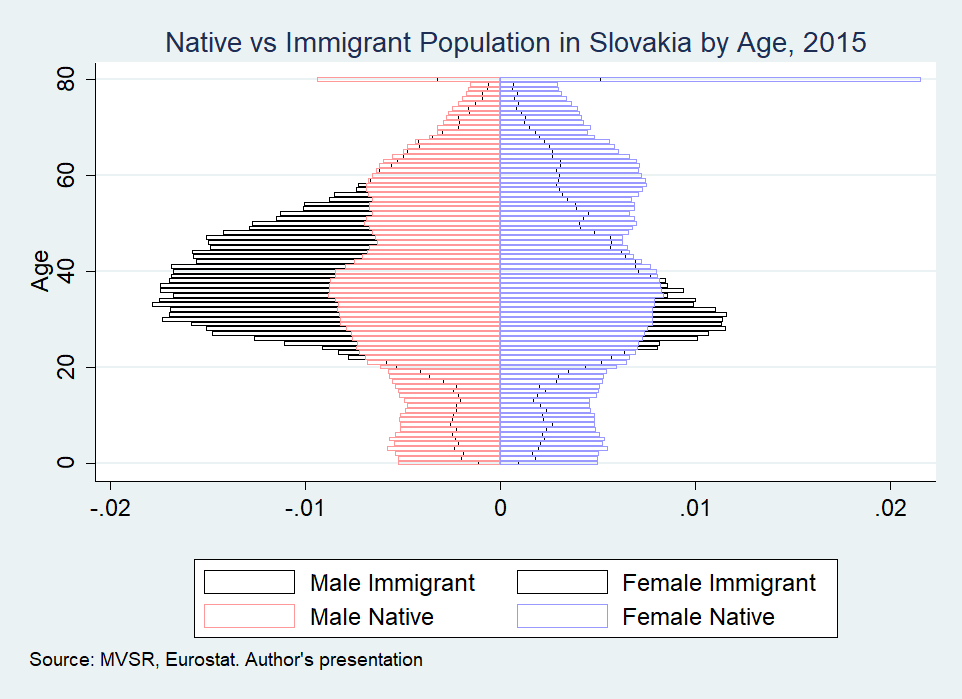 Native vs Immigrant Population in Slovakia by Age, 2015
80
60
40
20
0
Age
-.02 -.01 0 .01 .02
Male Immigrant Female Immigrant
Male Native Female Native
Source: MVSR, Eurostat. Author's presentation